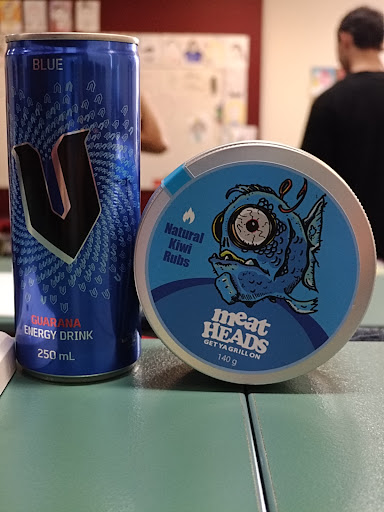 BLUE
V
GUARANA
ENERGY DRINK
250 mL
Natural
Kiwi
Rubs
meat
HEADS
GET YA GRILL ON
140 g